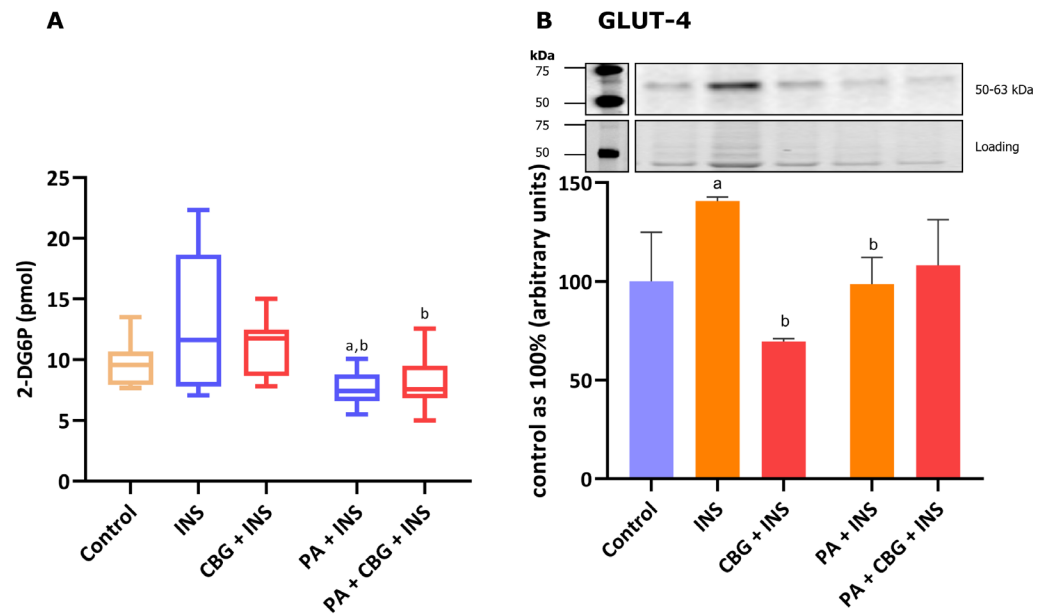 A
25
20
15
10
5
0
2-DG6P (pmol)
a,b
b
Control
INS
CBG + INS
PA + INS
PA + CBG + INS
B GLUT-4
kDa
75
50
50-63 kDa
75
50
Loading
150
100
50
0
control as 100% (arbitrary units)
a
b
b
Control
INS
CBG + INS
PA + INS
PA + CBG + INS